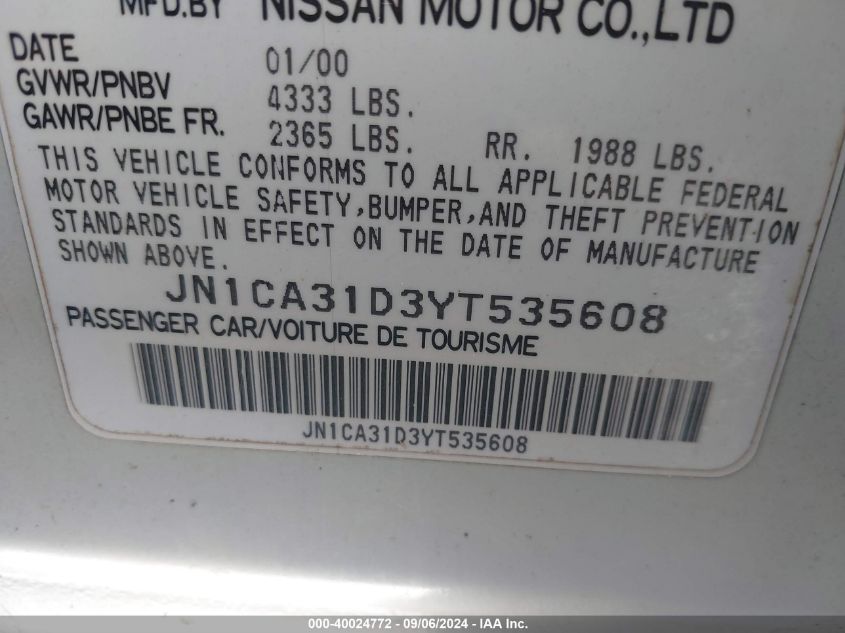 MFD.BY NISSAN MOTOR CO.,LTD
DATE 01/00
GVWR/PNBV 4333 LBS.
GAWR/PNBE FR. 2365 LBS. RR. 1988 LBS.
THIS VEHICLE CONFORMS TO ALL APPLICABLE FEDERAL
MOTOR VEHICLE SAFETY,BUMPER,AND THEFT PREVENTION
STANDARDS IN EFFECT ON THE DATE OF MANUFACTURE
SHOWN ABOVE.
JN1CA31D3YT535608
PASSENGER CAR/VOITURE DE TOURISME
JN1CA31D3YT535608
000-40024772 - 09/06/2024 - IAA Inc.